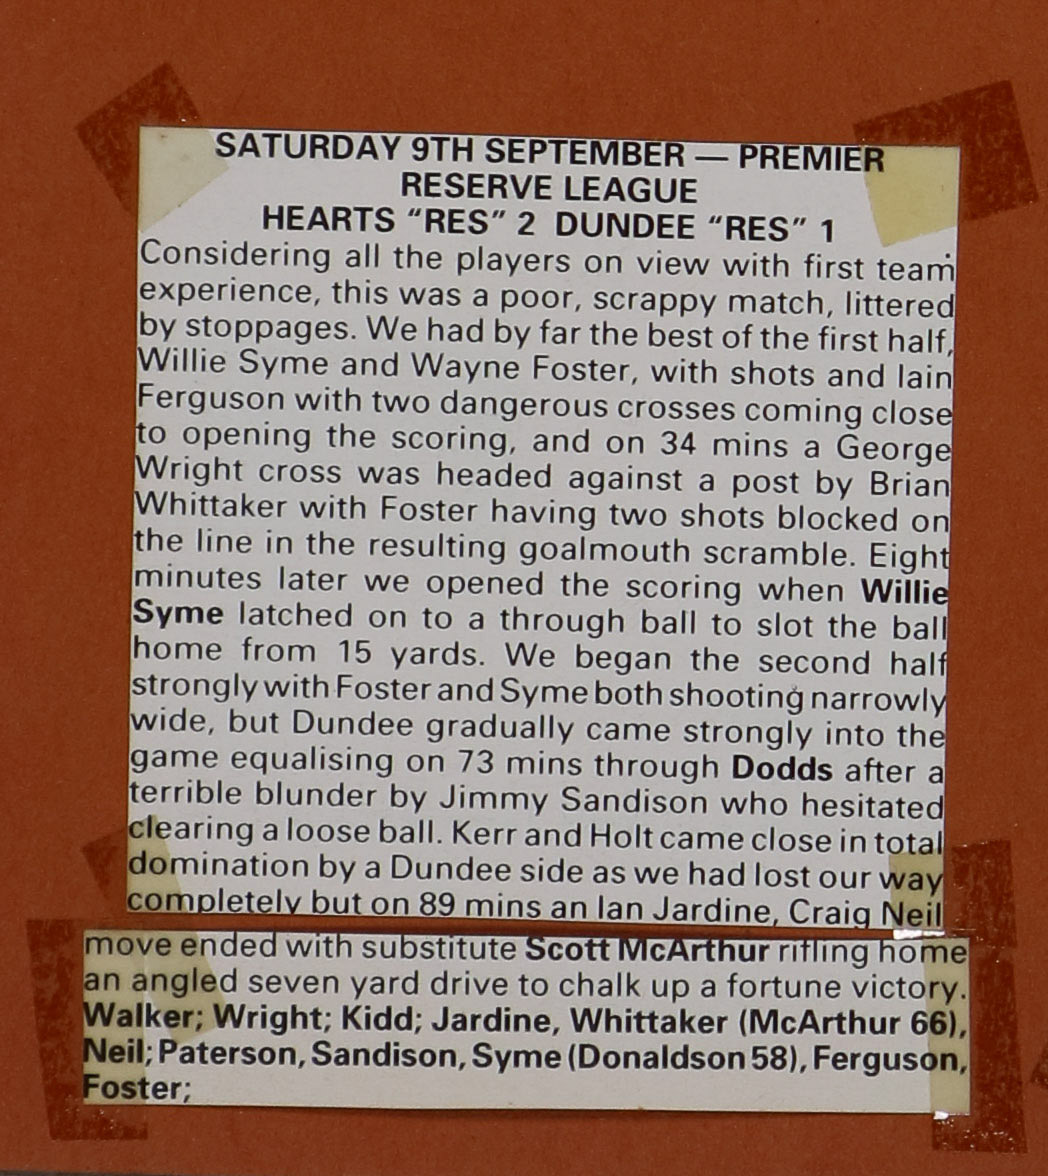 SATURDAY 9TH SEPTEMBER — PREMIER
RESERVE LEAGUE
HEARTS “RES” 2 DUNDEE “RES” 1
Considering all the players on view with first team
experience, this was a poor, scrappy match, littered
by stoppages. We had by far the best of the first half,
Willie Syme and Wayne Foster, with shots and Iain
Ferguson with two dangerous crosses coming close
to opening the scoring, and on 34 mins a George
Wright cross was headed against a post by Brian
Whittaker with Foster having two shots blocked on
the line in the resulting goalmouth scramble. Eight
minutes later we opened the scoring when Willie
Syme latched on to a through ball to slot the ball
home from 15 yards. We began the second half
strongly with Foster and Syme both shooting narrowly
wide, but Dundee gradually came strongly into the
game equalising on 73 mins through Dodds after a
terrible blunder by Jimmy Sandison who hesitated
clearing a loose ball. Kerr and Holt came close in total
domination by a Dundee side as we had lost our way
completely but on 89 mins an Ian Jardine, Craig Neil
move ended with substitute Scott McArthur rifling home
an angled seven yard drive to chalk up a fortune victory.
Walker; Wright; Kidd; Jardine, Whittaker (McArthur 66),
Neil; Paterson, Sandison, Syme (Donaldson 58), Ferguson,
Foster;